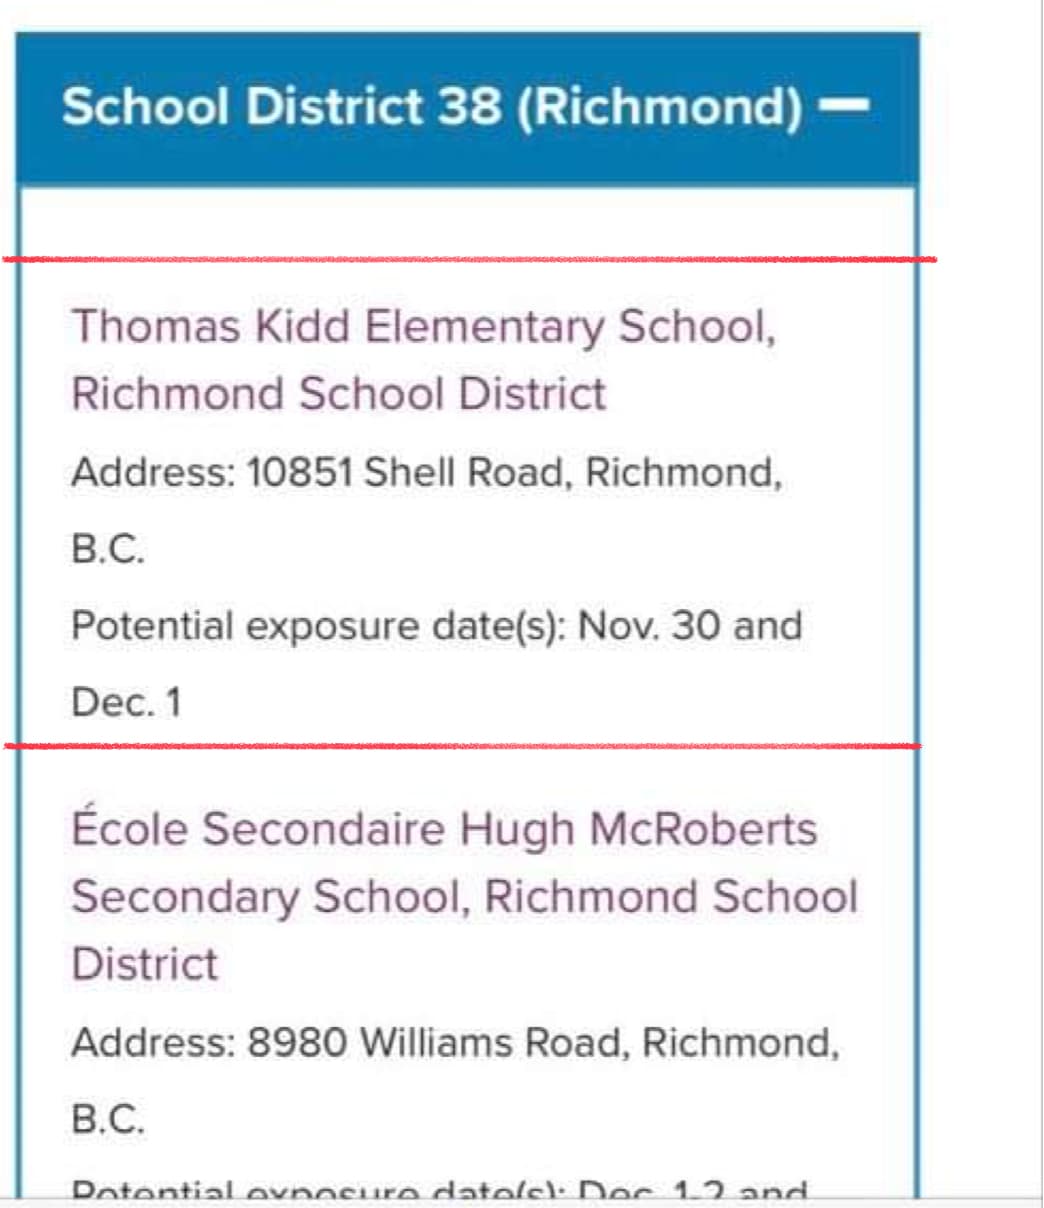 School District 38 (Richmond)
Thomas Kidd Elementary School,
Richmond School District
Address: 10851 Shell Road, Richmond,
B.C.
Potential exposure date(s): Nov. 30 and
Dec. 1
École Secondaire Hugh McRoberts
Secondary School, Richmond School
District
Address: 8980 Williams Road, Richmond,
B.C.
Potential exposure date(s): Dec. 1-2 and